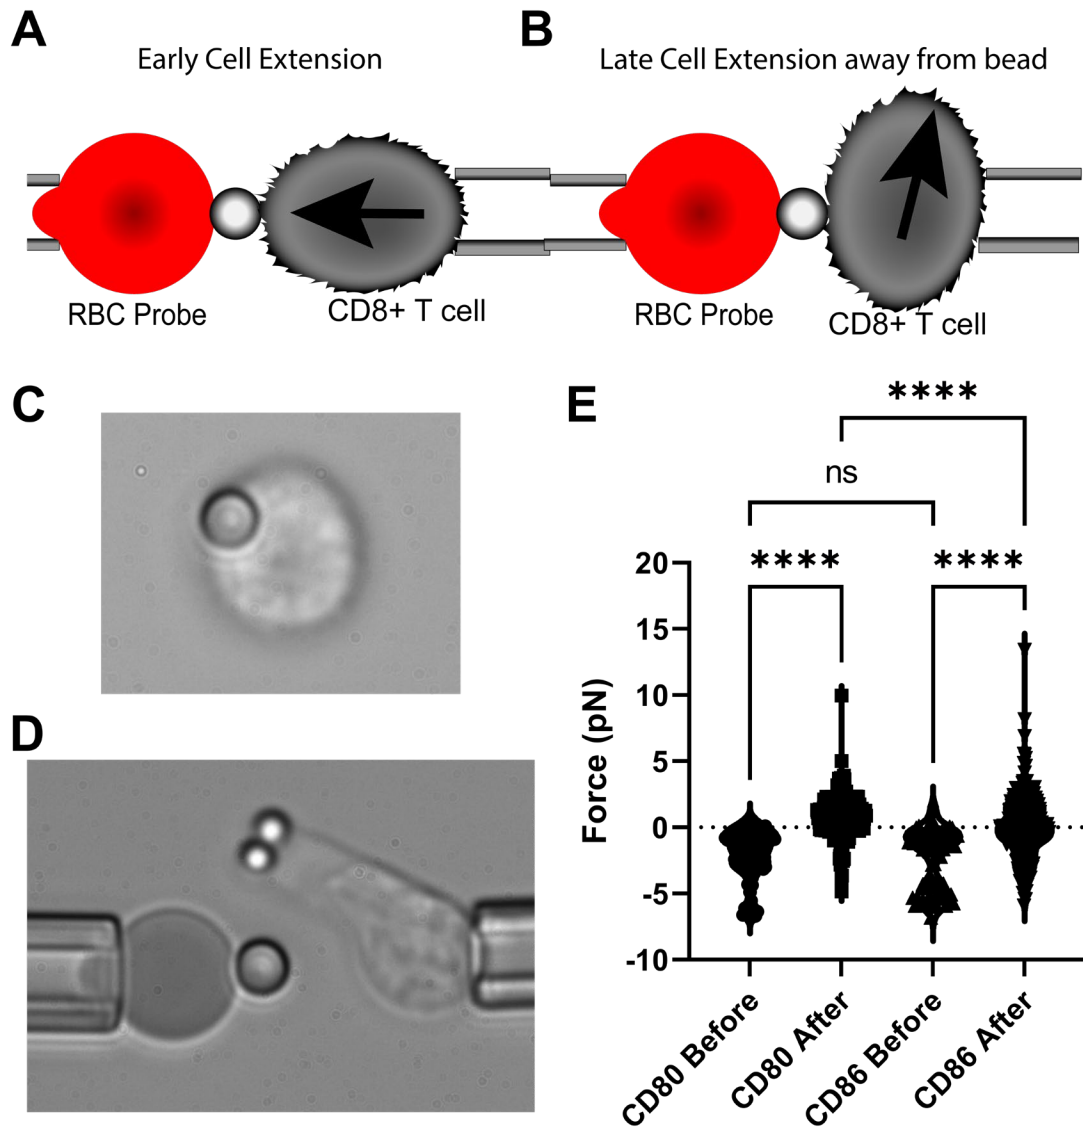 A
Early Cell Extension
RBC Probe
CD8+ T cell
B
Late Cell Extension away from bead
RBC Probe
CD8+ T cell
C
D
E
****
ns
****
****
Force (pN)
20
15
10
5
0
-5
-10
CD80 Before
CD80 After
CD86 Before
CD86 After